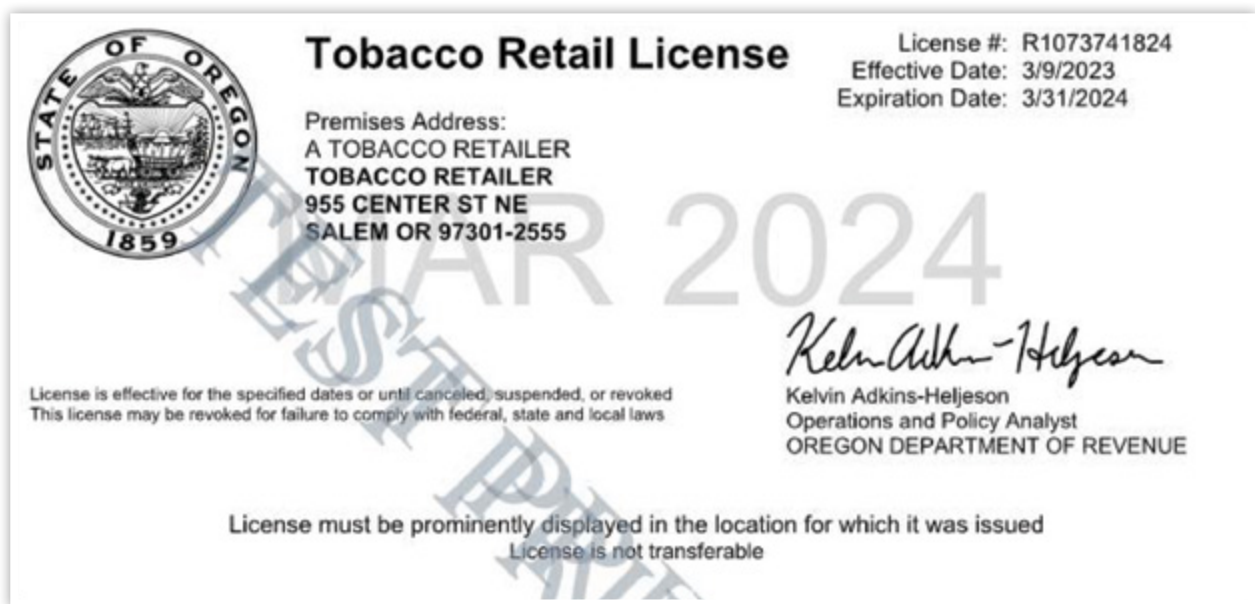 STATE OF OREGON
1859
Tobacco Retail License
License #: R1073741824
Effective Date: 3/9/2023
Expiration Date: 3/31/2024
Premises Address:
A TOBACCO RETAILER
TOBACCO RETAILER
955 CENTER ST NE
SALEM OR 97301-2555
MAR 2024
TEST
Kelvin Adkins-Heljeson
Operations and Policy Analyst
OREGON DEPARTMENT OF REVENUE
License is effective for the specified dates or until canceled, suspended, or revoked
This license may be revoked for failure to comply with federal, state and local laws
License must be prominently displayed in the location for which it was issued
License is not transferable